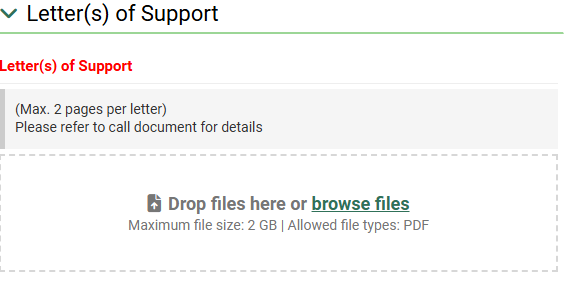 Letter(s) of Support
Letter(s) of Support
(Max. 2 pages per letter)
Please refer to call document for details
Drop files here or browse files
Maximum file size: 2 GB | Allowed file types: PDF